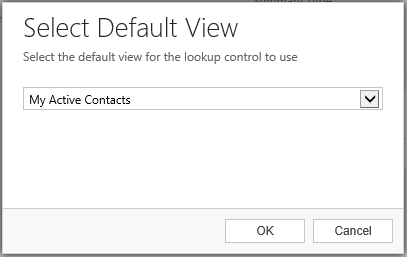 Select Default View
Select the default view for the lookup control to use
My Active Contacts
OK
Cancel